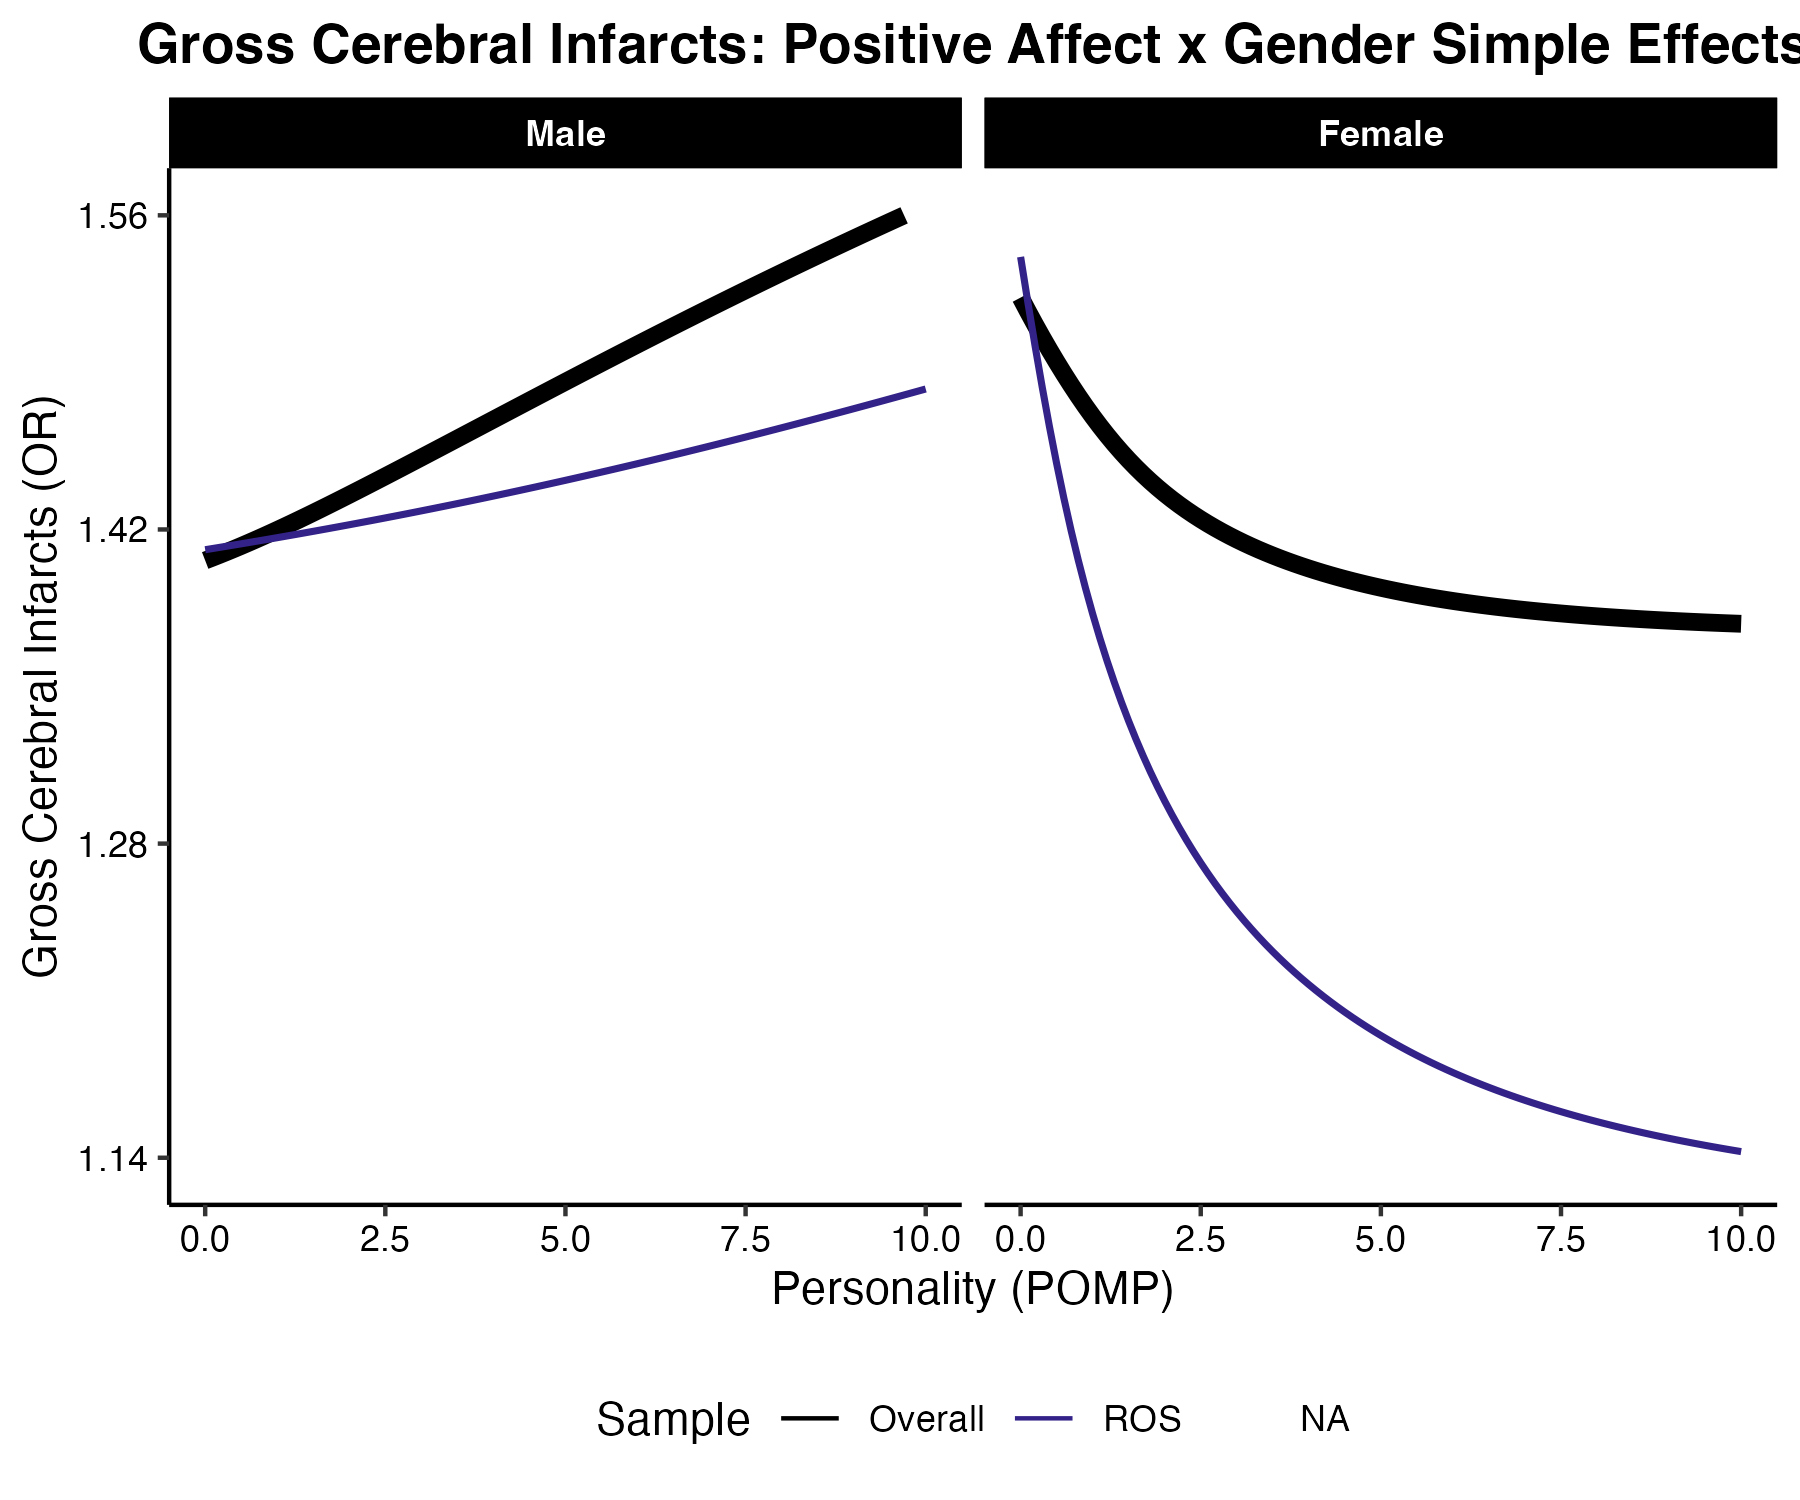 Gross Cerebral Infarcts: Positive Affect x Gender Simple Effects
Male
Female
Gross Cerebral Infarcts (OR)
1.56
1.42
1.28
1.14
0.0 2.5 5.0 7.5 10.0
0.0 2.5 5.0 7.5 10.0
Personality (POMP)
Sample Overall ROS NA